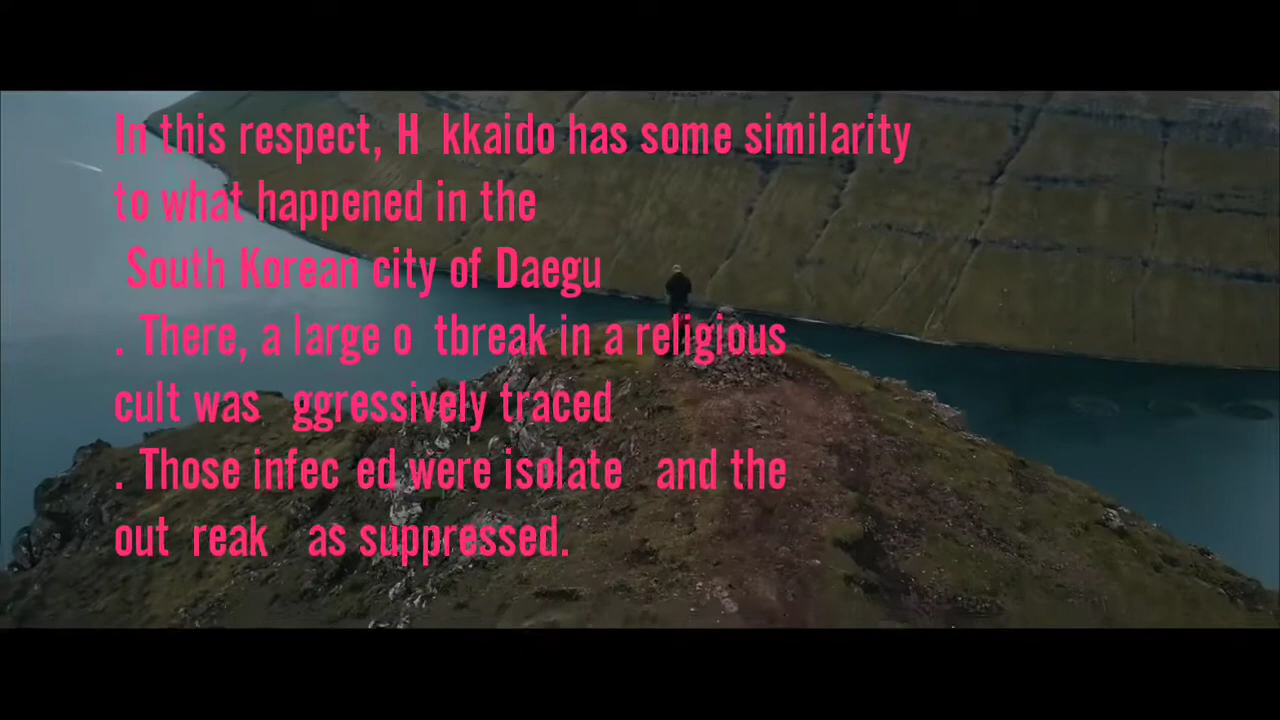 In this respect, H kkaido has some similarity
to what happened in the
South Korean city of Daegu
. There, a large o tbreak in a religious
cult was ggressively traced
. Those infec ed were isolate and the
out reak as suppressed.